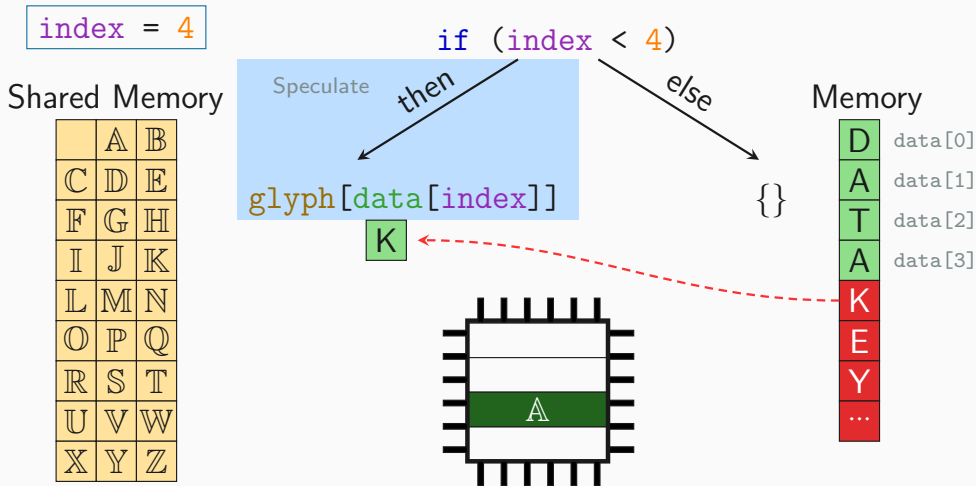 index = 4
if (index < 4)
Speculate
then
else
Shared Memory
𝔸 𝔹
ℂ 𝔻 𝔼
𝔽 𝔾 ℍ
𝕀 𝕁 𝕂
𝕃 𝕄 ℕ
𝕆 ℙ ℚ
ℝ 𝕊 𝕋
𝕌 𝕍 𝕎
𝕏 𝕐 ℤ
glyph[data[index]]
K
{}
𝔸
Memory
D data[0]
A data[1]
T data[2]
A data[3]
K
E
Y
...